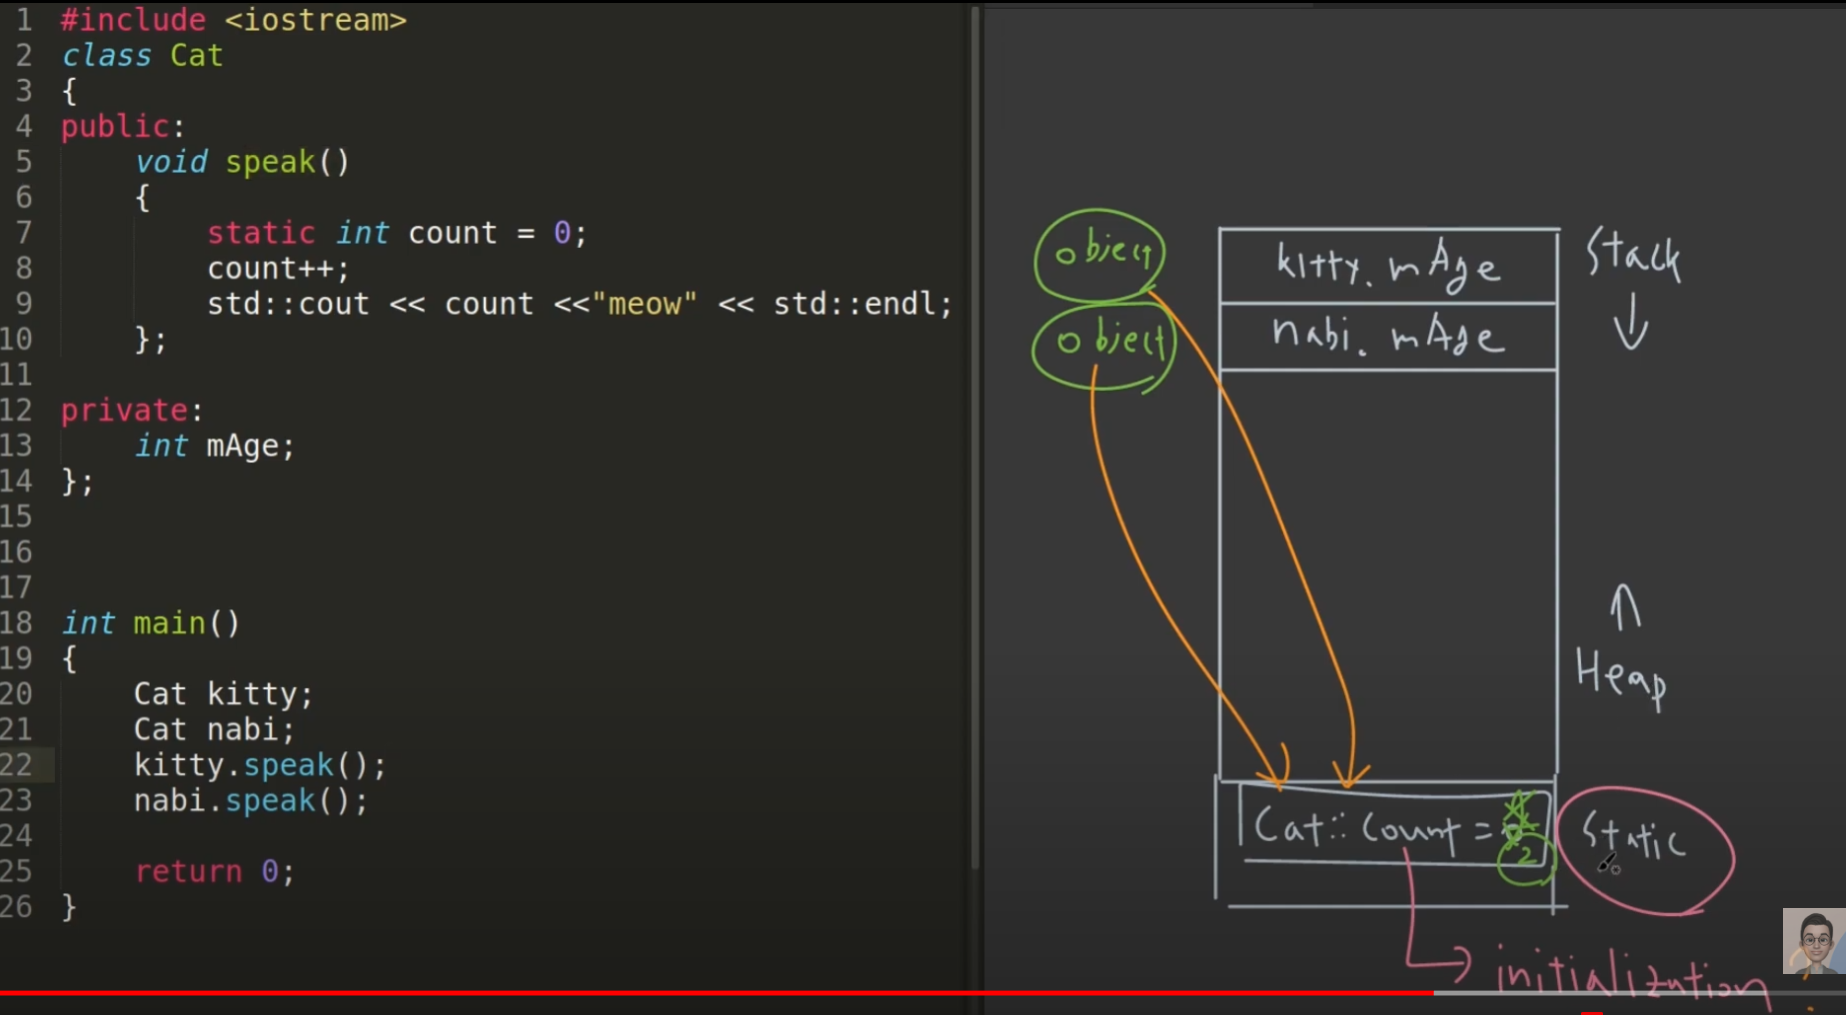 1 #include <iostream>
2 class Cat
3 {
4 public:
5 void speak()
6 {
7 static int count = 0;
8 count++;
9 std::cout << count <<"meow" << std::endl;
10 };
11
12 private:
13 int mAge;
14 };
15
16
17
18 int main()
19 {
20 Cat kitty;
21 Cat nabi;
22 kitty.speak();
23 nabi.speak();
24
25 return 0;
26 }
object
kitty. mAge
Stack
object
nabi. mAge
Heap
Cat:: Count =
2
Static
initialization